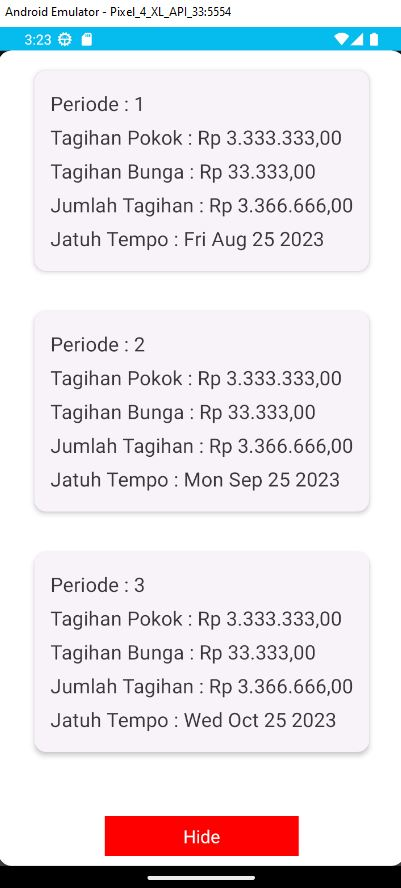 Android Emulator - Pixel_4_XL_API_33:5554
3:23
Periode : 1
Tagihan Pokok : Rp 3.333.333,00
Tagihan Bunga : Rp 33.333,00
Jumlah Tagihan : Rp 3.366.666,00
Jatuh Tempo : Fri Aug 25 2023
Periode : 2
Tagihan Pokok : Rp 3.333.333,00
Tagihan Bunga : Rp 33.333,00
Jumlah Tagihan : Rp 3.366.666,00
Jatuh Tempo : Mon Sep 25 2023
Periode : 3
Tagihan Pokok : Rp 3.333.333,00
Tagihan Bunga : Rp 33.333,00
Jumlah Tagihan : Rp 3.366.666,00
Jatuh Tempo : Wed Oct 25 2023
Hide